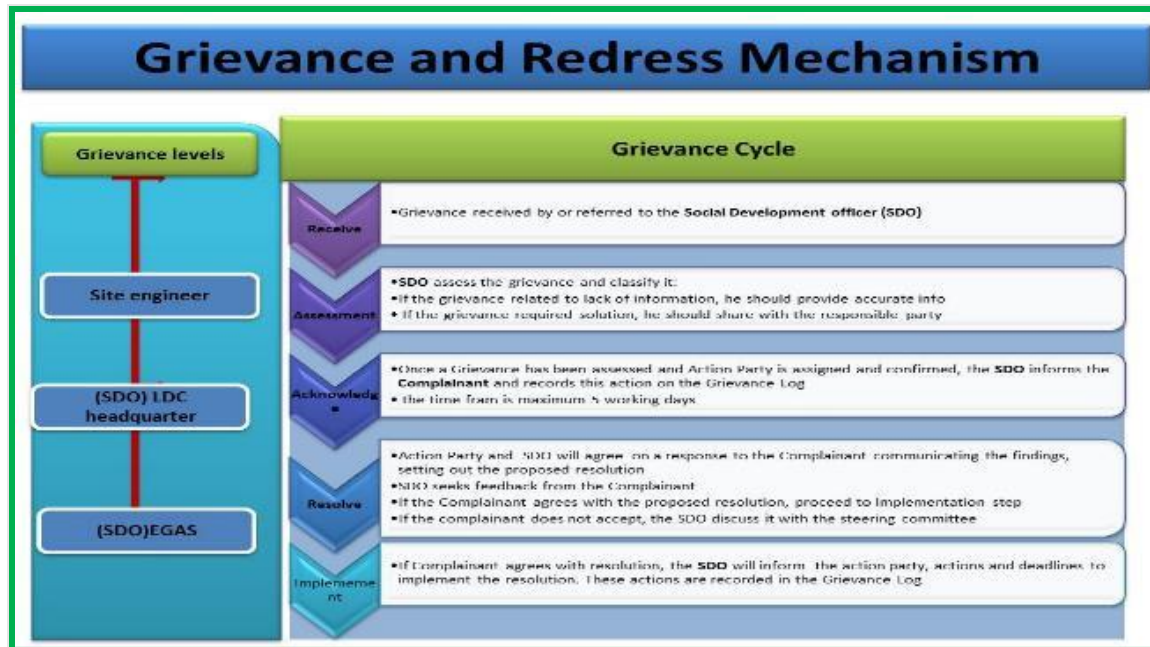 Grievance and Redress Mechanism
Grievance levels
Site engineer
(SDO) LDC
headquarter
(SDO)EGAS
Grievance Cycle
Receive
•Grievance received by or referred to the Social Development officer (SDO)
Assessment
•SDO assess the grievance and classify it:
•If the grievance related to lack of information, he should provide accurate info
• If the grievance required solution, he should share with the responsible party
Acknowledg
e
•Once a Grievance has been assessed and Action Party is assigned and confirmed, the SDO informs the
Complainant and records this action on the Grievance Log
• the time fram is maximum 5 working days
Resolve
•Action Party and SDO will agree on a response to the Complainant communicating the findings,
setting out the proposed resolution
•SDO seeks feedback from the Complainant
•If the Complainant agrees with the proposed resolution, proceed to Implementation step
•If the complainant does not accept, the SDO discuss it with the steering committee
Implememe
nt
•If Complainant agrees with resolution, the SDO will inform the action party, actions and deadlines to
implement the resolution. These actions are recorded in the Grievance Log